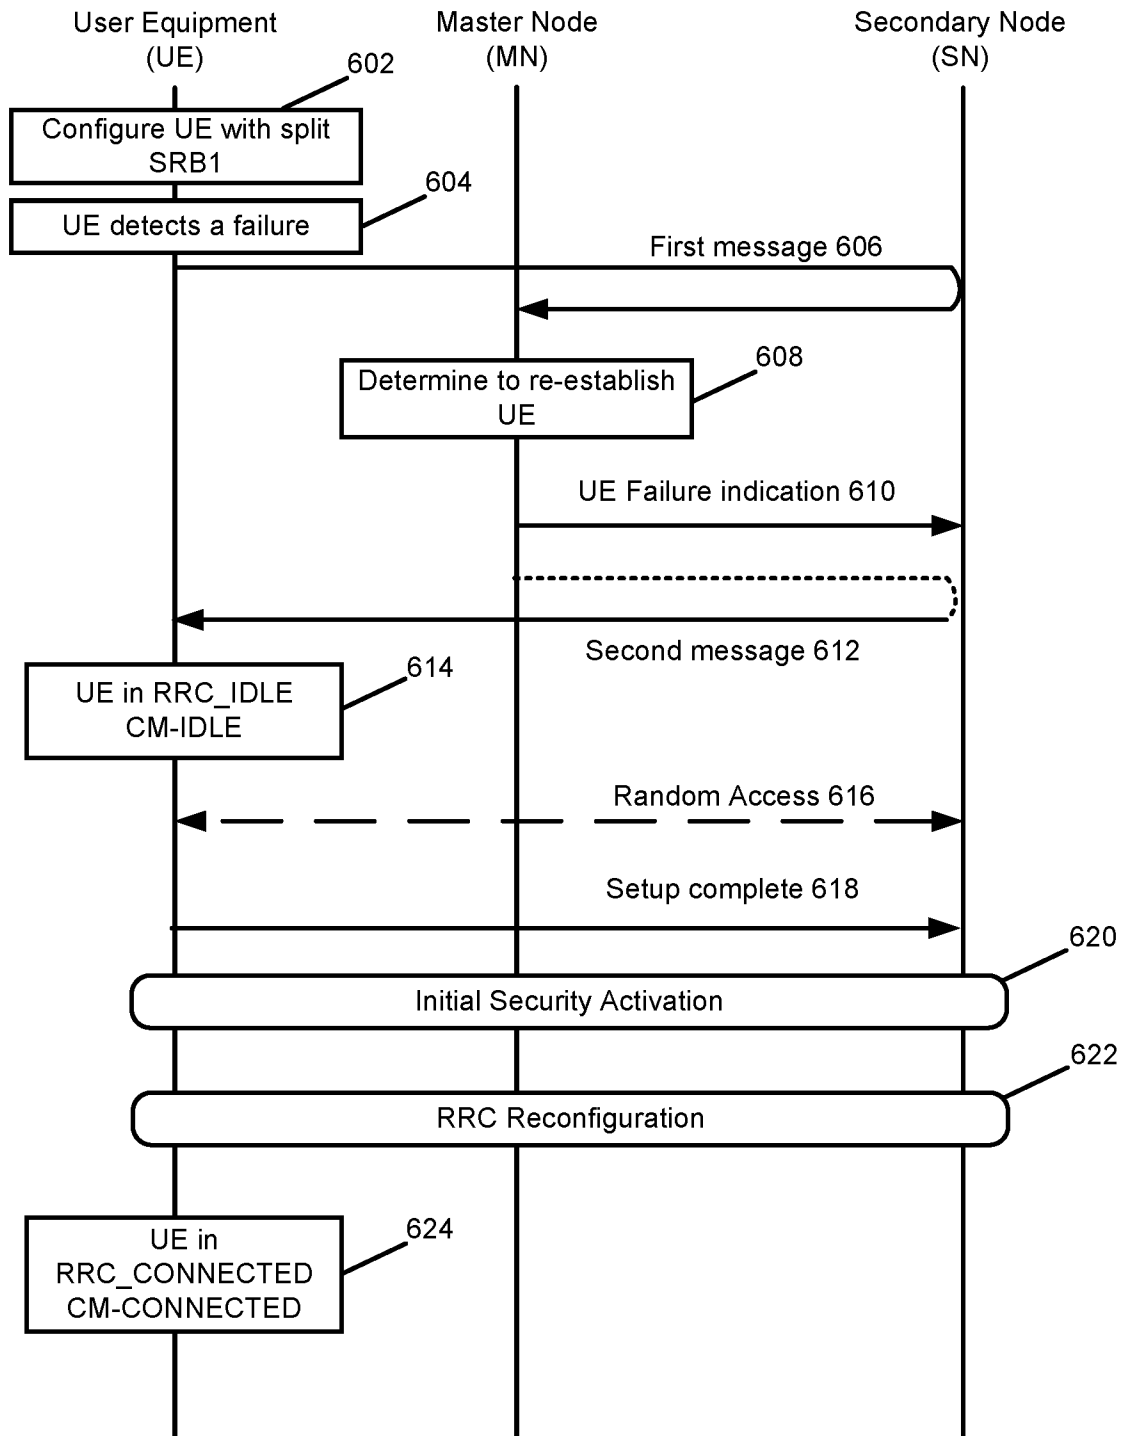 User Equipment
(UE)
Master Node
(MN)
Secondary Node
(SN)
602
Configure UE with split
SRB1
604
UE detects a failure
First message 606
608
Determine to re-establish
UE
UE Failure indication 610
Second message 612
614
UE in RRC_IDLE
CM-IDLE
Random Access 616
Setup complete 618
620
Initial Security Activation
622
RRC Reconfiguration
624
UE in
RRC_CONNECTED
CM-CONNECTED